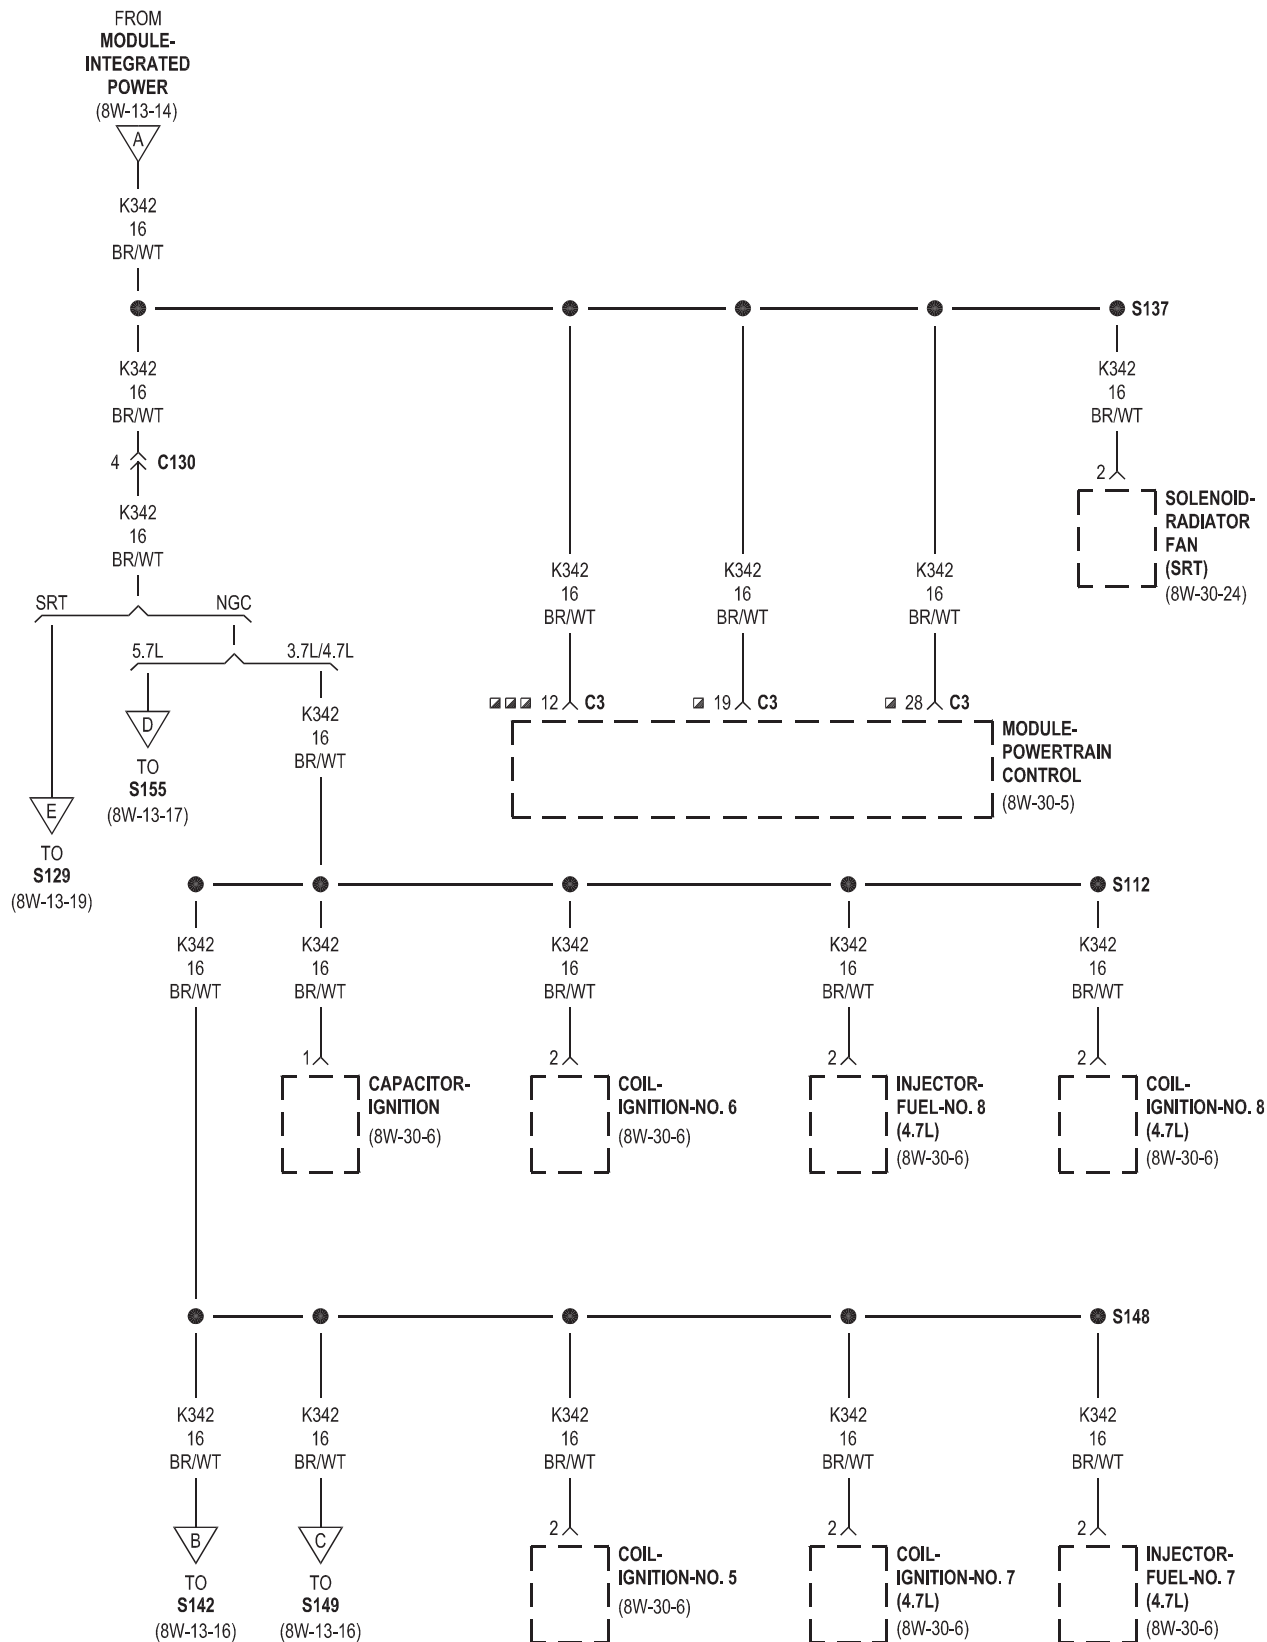 FROM
MODULE-
INTEGRATED
POWER
(8W-13-14)
A
K342
16
BR/WT
S137
K342
16
BR/WT
4
C130
K342
16
BR/WT
K342
16
BR/WT
2
SOLENOID-
RADIATOR
FAN
(SRT)
(8W-30-24)
SRT
NGC
5.7L
3.7L/4.7L
K342
16
BR/WT
K342
16
BR/WT
K342
16
BR/WT
12
C3
19
C3
28
C3
MODULE-
POWERTRAIN
CONTROL
(8W-30-5)
D
TO
S155
(8W-13-17)
K342
16
BR/WT
E
TO
S129
(8W-13-19)
S112
K342
16
BR/WT
K342
16
BR/WT
K342
16
BR/WT
K342
16
BR/WT
K342
16
BR/WT
1
CAPACITOR-
IGNITION
(8W-30-6)
2
COIL-
IGNITION-NO. 6
(8W-30-6)
2
INJECTOR-
FUEL-NO. 8
(4.7L)
(8W-30-6)
2
COIL-
IGNITION-NO. 8
(4.7L)
(8W-30-6)
S148
K342
16
BR/WT
K342
16
BR/WT
K342
16
BR/WT
K342
16
BR/WT
K342
16
BR/WT
B
TO
S142
(8W-13-16)
C
TO
S149
(8W-13-16)
2
COIL-
IGNITION-NO. 5
(8W-30-6)
2
COIL-
IGNITION-NO. 7
(4.7L)
(8W-30-6)
2
INJECTOR-
FUEL-NO. 7
(4.7L)
(8W-30-6)